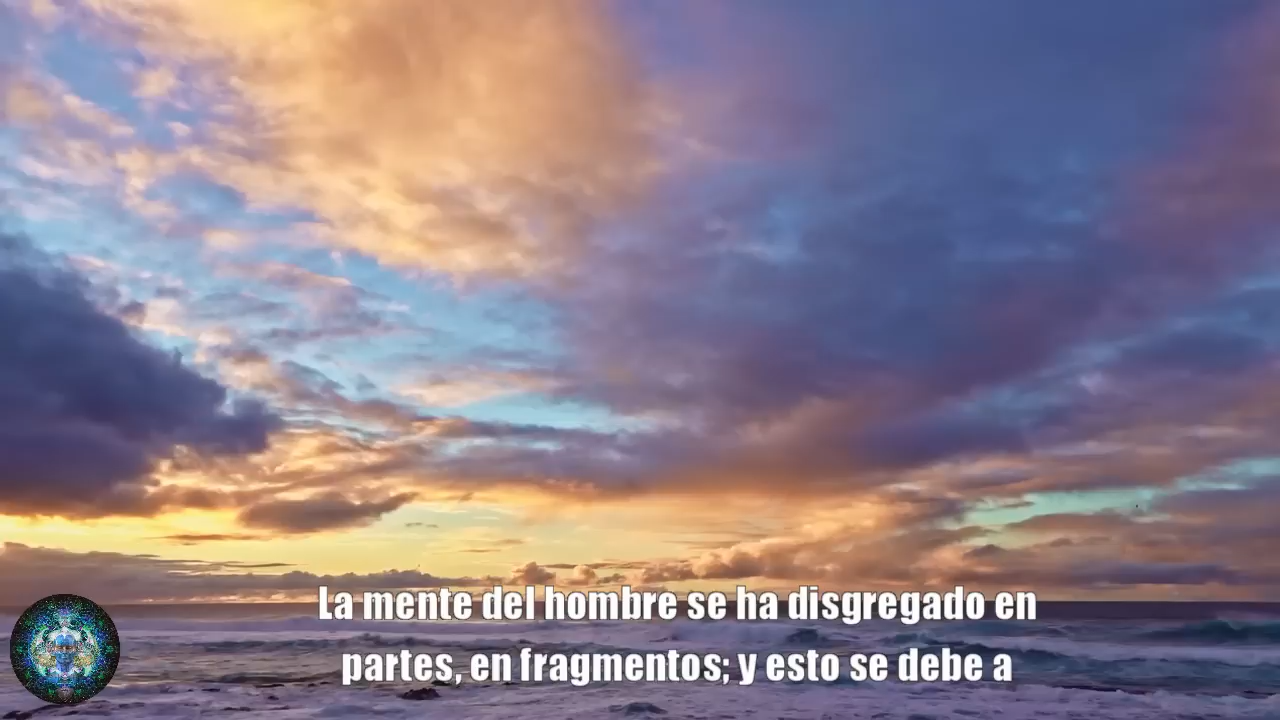 La mente del hombre se ha disgregado en
partes, en fragmentos; y esto se debe a